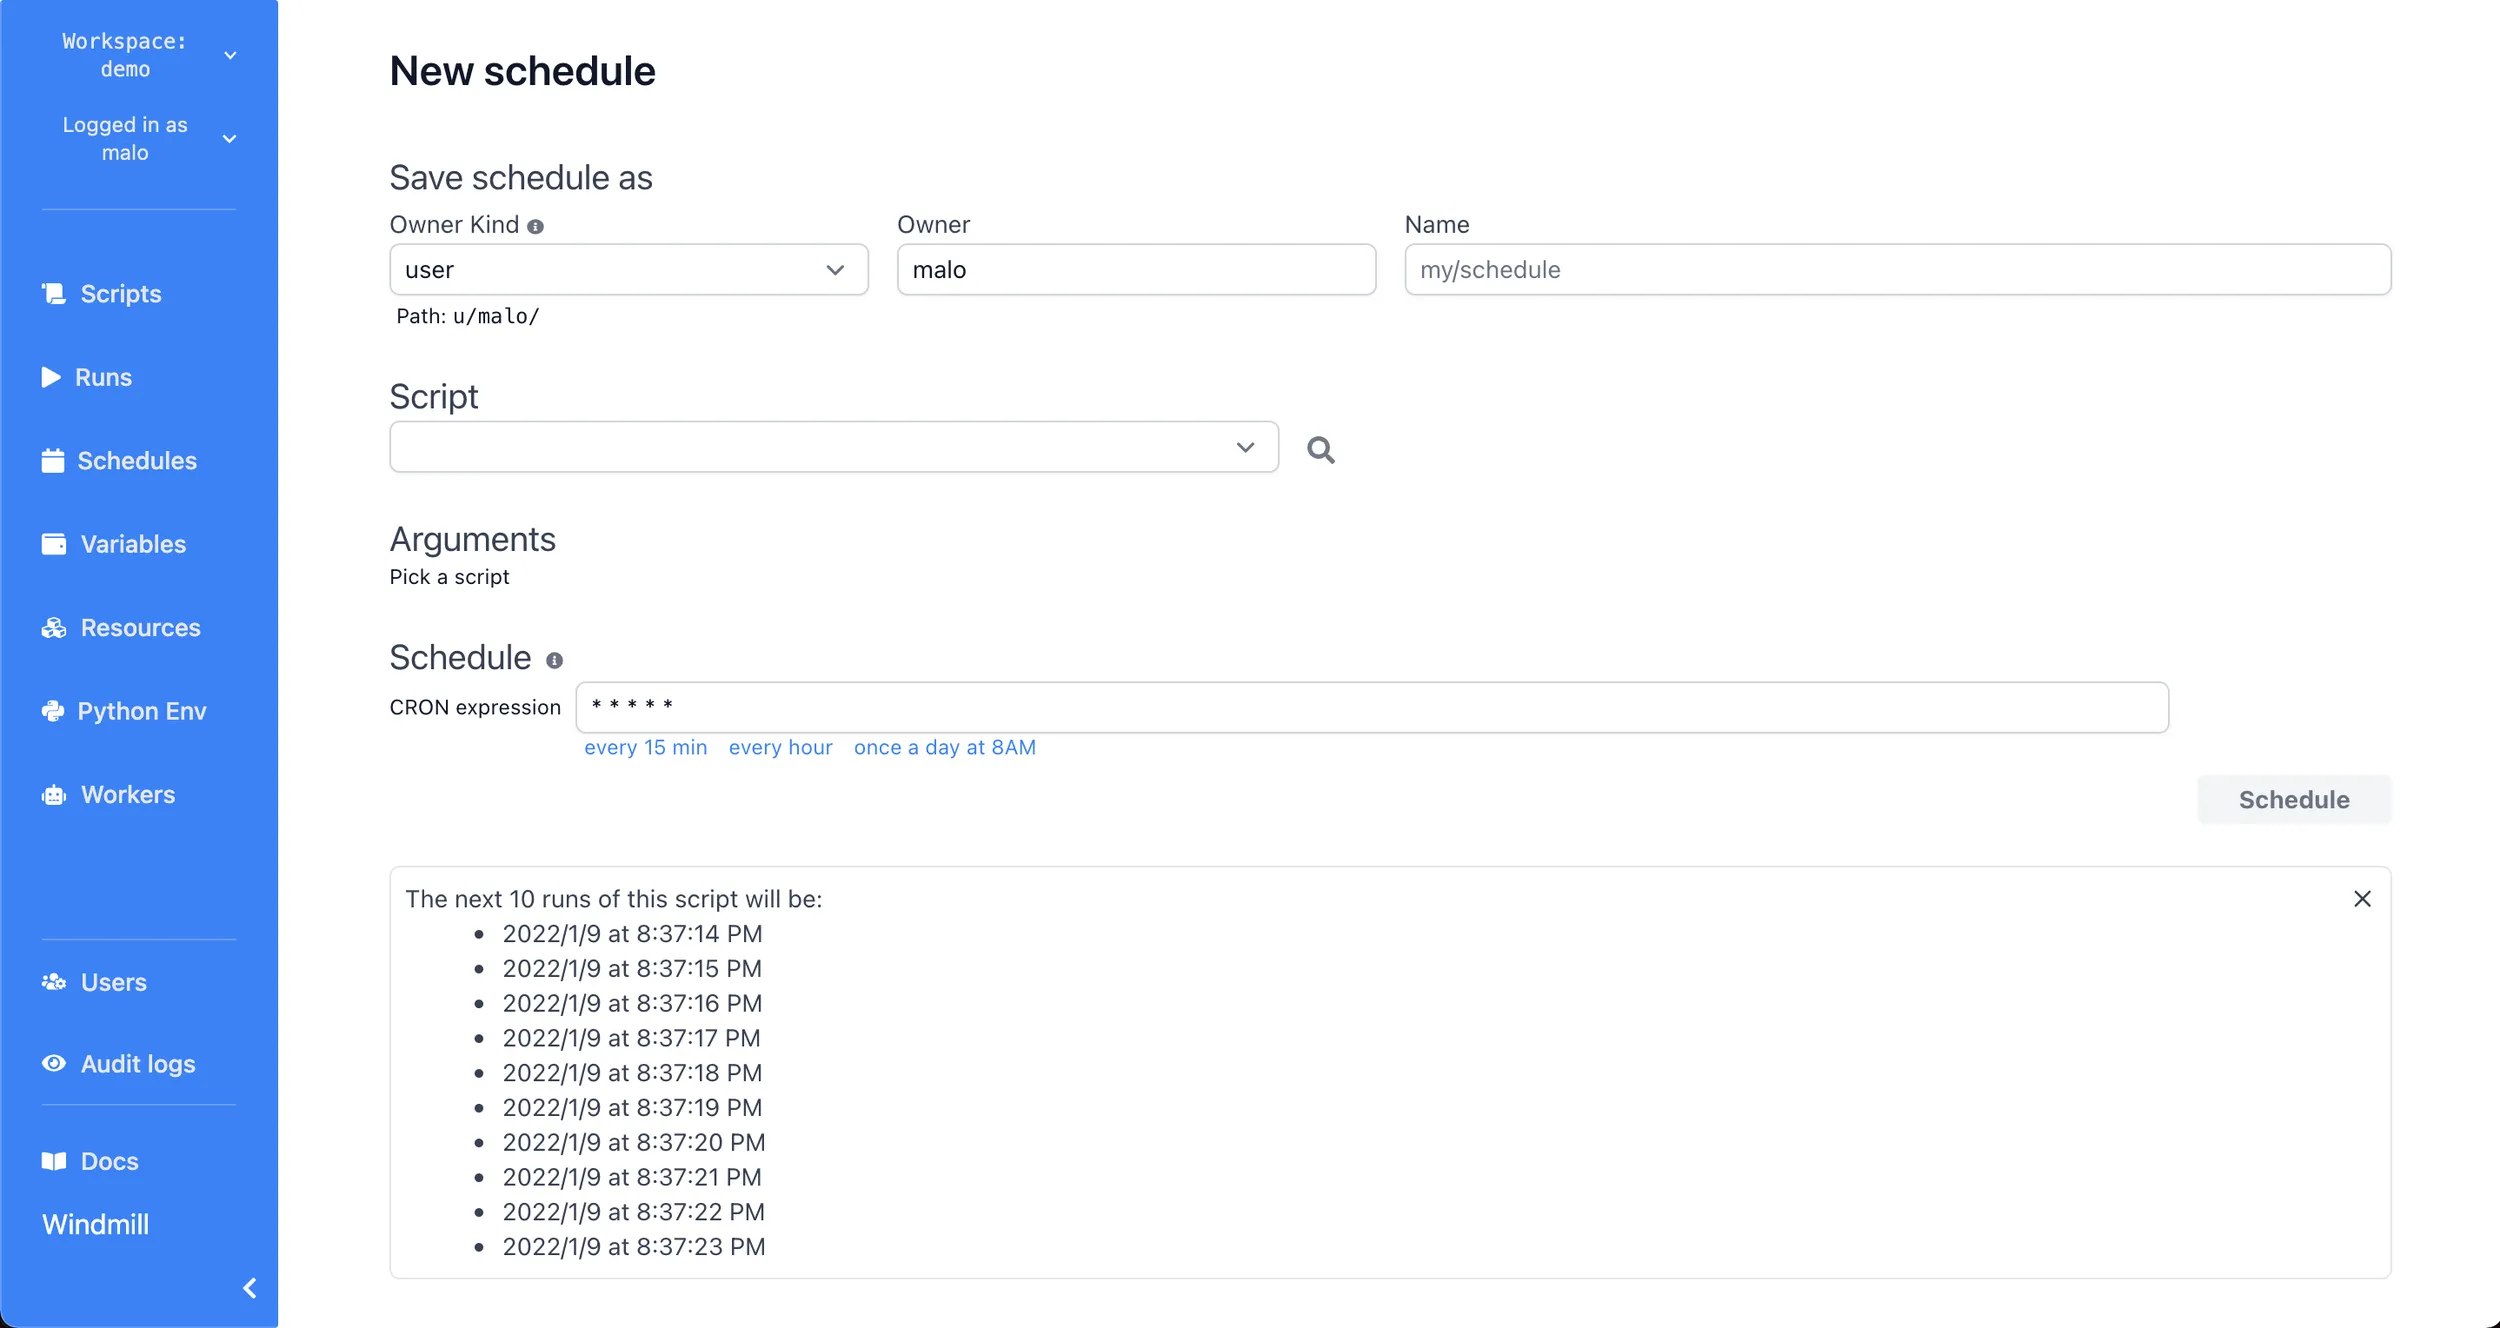 Workspace:
demo
Logged in as
malo
Scripts
Runs
Schedules
Variables
Resources
Python Env
Workers
Users
Audit logs
Docs
Windmill
New schedule
Save schedule as
Owner Kind
Owner
Name
user
malo
my/schedule
Path: u/malo/
Script
Arguments
Pick a script
Schedule
CRON expression
* * * * *
every 15 min every hour once a day at 8AM
Schedule
The next 10 runs of this script will be:
• 2022/1/9 at 8:37:14 PM
• 2022/1/9 at 8:37:15 PM
• 2022/1/9 at 8:37:16 PM
• 2022/1/9 at 8:37:17 PM
• 2022/1/9 at 8:37:18 PM
• 2022/1/9 at 8:37:19 PM
• 2022/1/9 at 8:37:20 PM
• 2022/1/9 at 8:37:21 PM
• 2022/1/9 at 8:37:22 PM
• 2022/1/9 at 8:37:23 PM